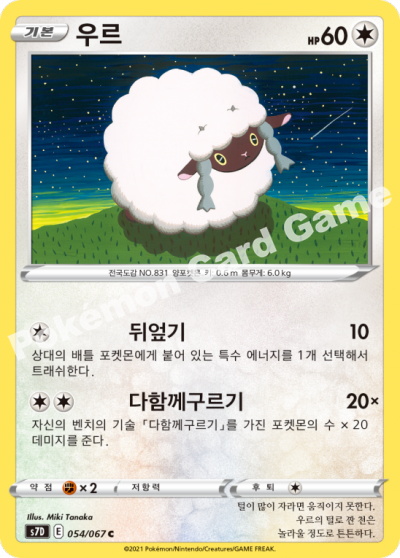 기본 우르 HP 60
전국도감 NO.831 양포켓몬 키: 0.6 m 몸무게: 6.0 kg
뒤엎기 10
상대의 배틀 포켓몬에게 붙어 있는 특수 에너지를 1개 선택해서
트래쉬한다.
다함께구르기 20×
자신의 벤치의 기술 「다함께구르기」를 가진 포켓몬의 수 ×20
데미지를 준다.
약점 ×2 저항력 후퇴
Illus. Miki Tanaka
s7D E 054/067 C
털이 많이 자라면 움직이지 못한다.
우르의 털로 짠 천은
놀라울 정도로 튼튼하다.
©2021 Pokémon/Nintendo/Creatures/GAME FREAK.
Pokémon Card Game